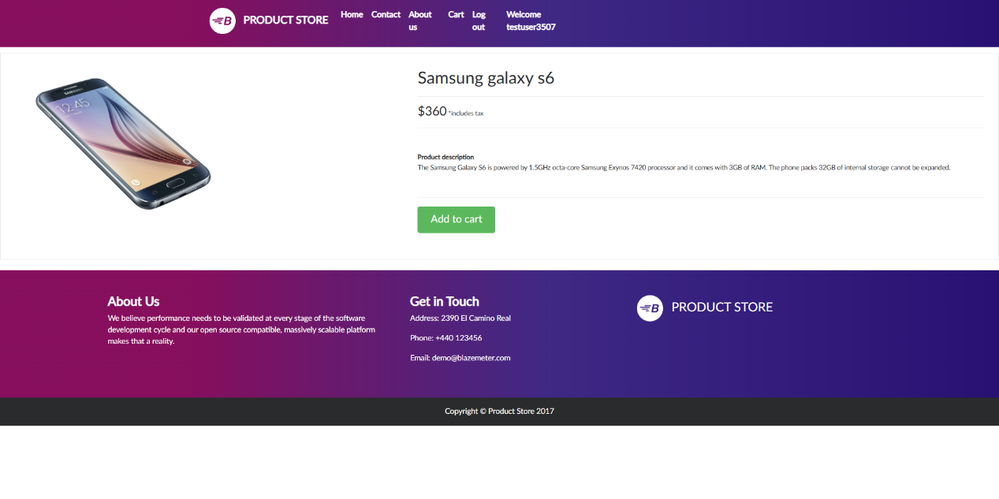 B PRODUCT STORE Home Contact About us Cart Log out Welcome testuser3507
SAMSUNG
12:45
Samsung galaxy s6
$360 *includes tax
Product description
The Samsung Galaxy S6 is powered by 1.5GHz octa-core Samsung Exynos 7420 processor and it comes with 3GB of RAM. The phone packs 32GB of internal storage cannot be expanded.
Add to cart
About Us
We believe performance needs to be validated at every stage of the software
development cycle and our open source compatible, massively scalable platform
makes that a reality.
Get in Touch
Address: 2390 El Camino Real
Phone: +440 123456
Email: demo@blazemeter.com
B PRODUCT STORE
Copyright © Product Store 2017